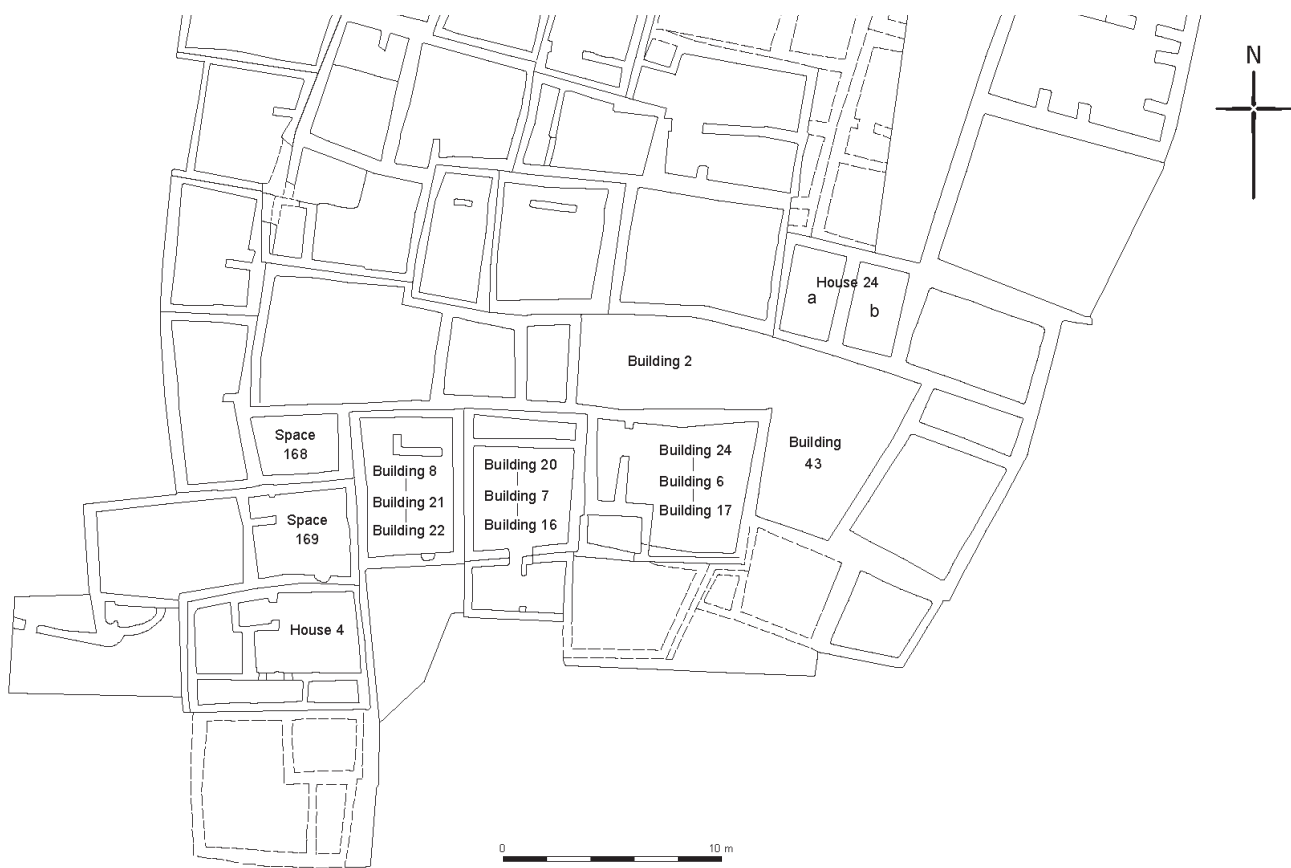 N
House 24
a
b
Building 2
Building
43
Space
168
Building 8
Building 21
Building 22
Building 20
Building 7
Building 16
Building 24
Building 6
Building 17
Space
169
House 4
0
10 m